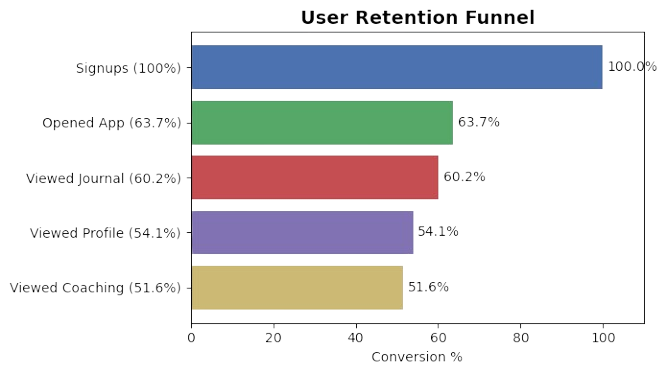 User Retention Funnel
Signups (100%)
100.0%
Opened App (63.7%)
63.7%
Viewed Journal (60.2%)
60.2%
Viewed Profile (54.1%)
54.1%
Viewed Coaching (51.6%)
51.6%
0 20 40 60 80 100
Conversion %